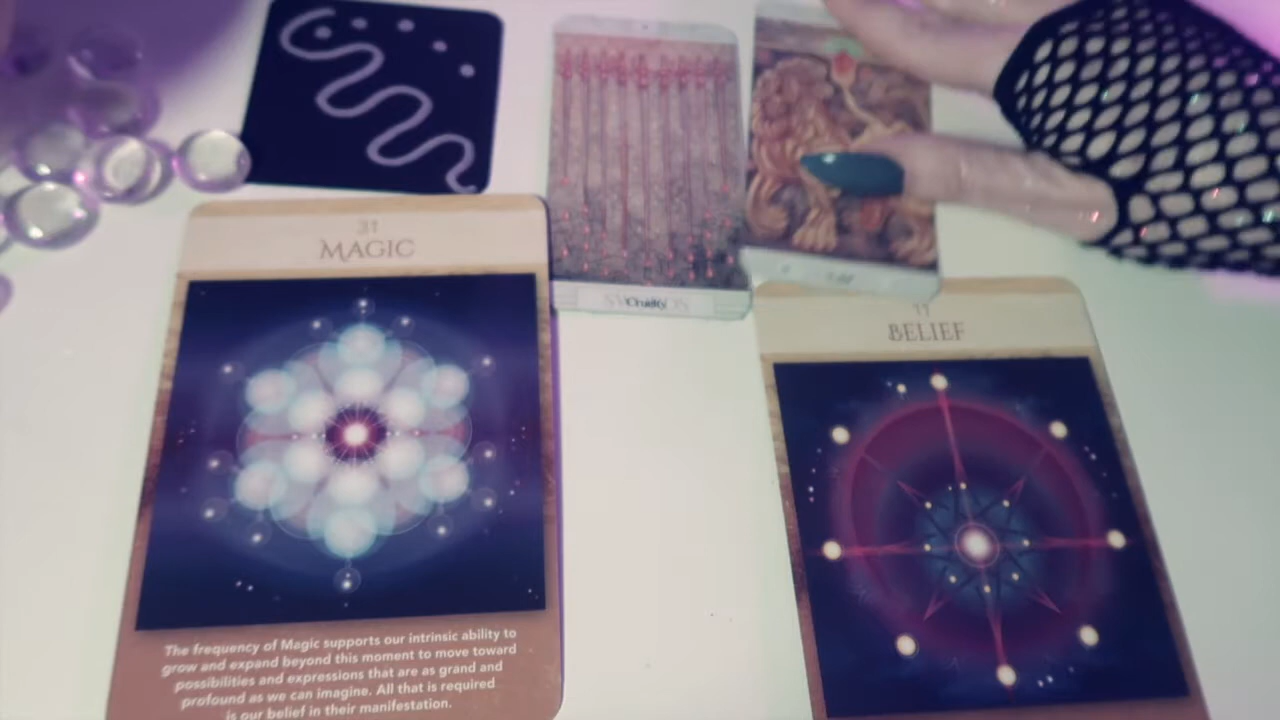 31
MAGIC
Cruelty
11
BELIEF
The frequency of Magic supports our intrinsic ability to
grow and expand beyond this moment to move toward
possibilities and expressions that are as grand and
profound as we can imagine. All that is required
is our belief in their manifestation.